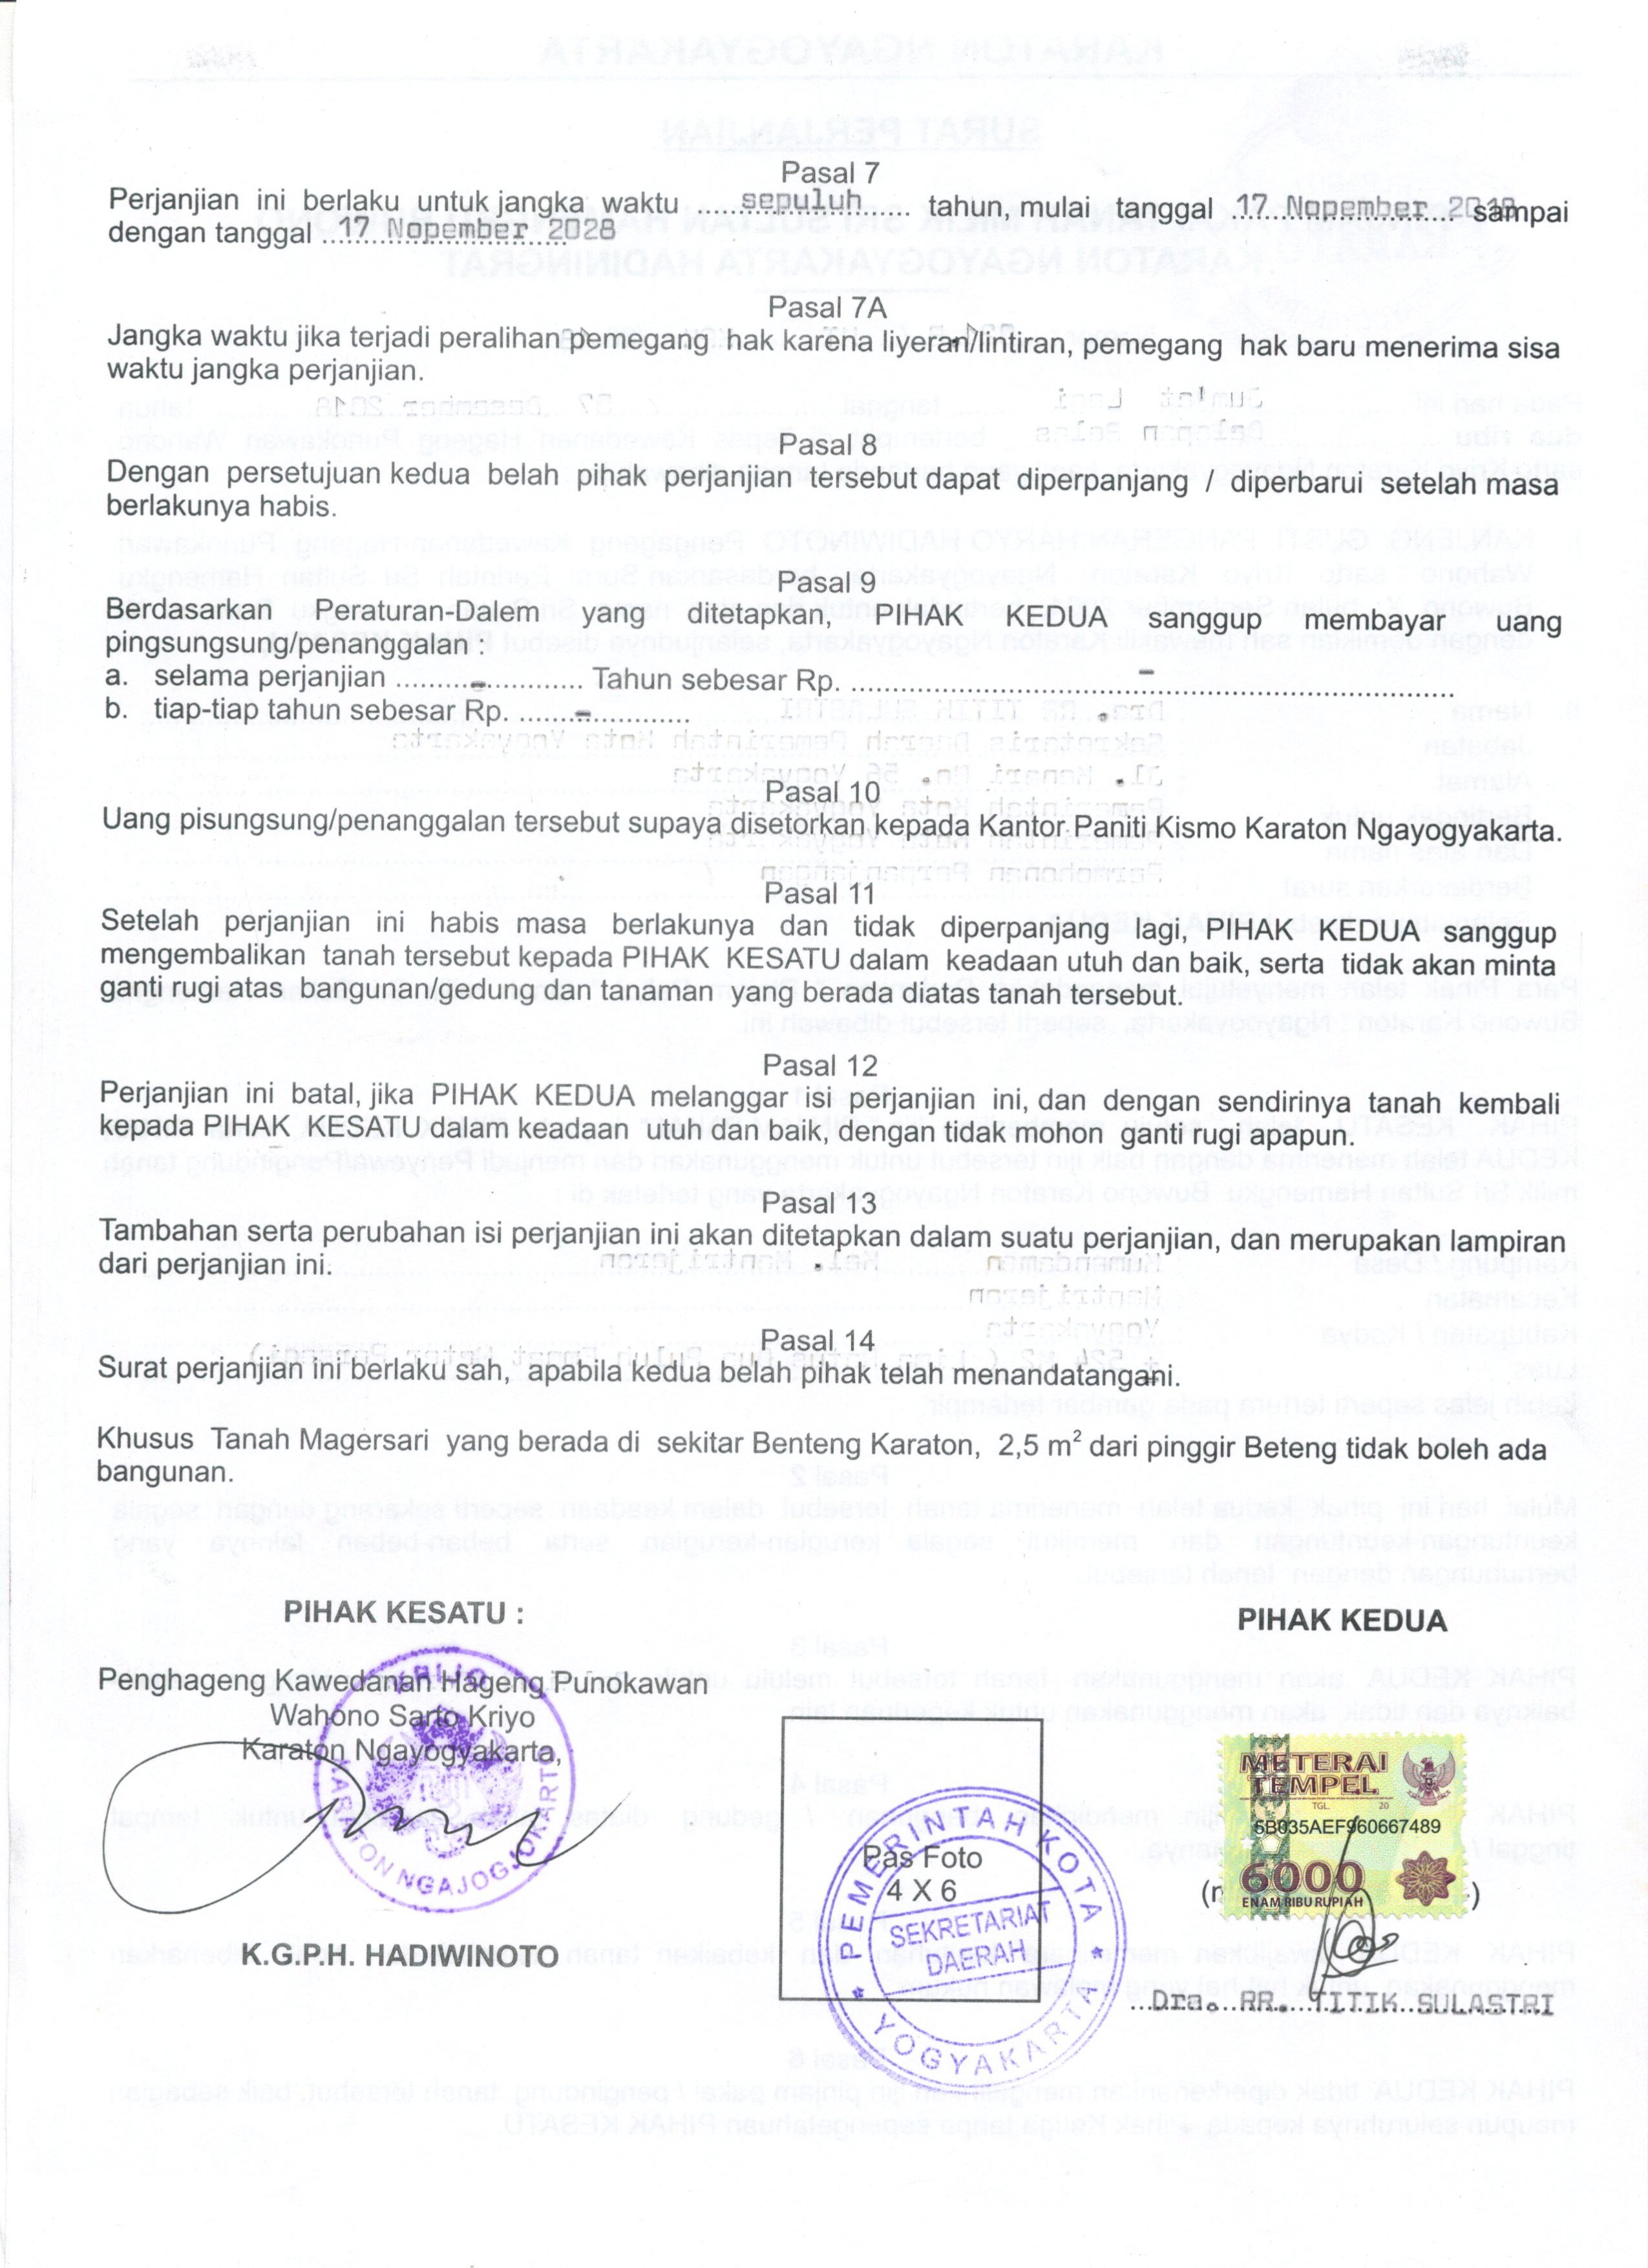 Pasal 7
Perjanjian ini berlaku untuk jangka waktu ....sepuluh.... tahun, mulai tanggal ..17 Nopember 2018 sampai
dengan tanggal ..17 Nopember 2028
Pasal 7A
Jangka waktu jika terjadi peralihan pemegang hak karena liyeran/lintiran, pemegang hak baru menerima sisa
waktu jangka perjanjian.
Pasal 8
Dengan persetujuan kedua belah pihak perjanjian tersebut dapat diperpanjang / diperbarui setelah masa
berlakunya habis.
Pasal 9
Berdasarkan Peraturan-Dalem yang ditetapkan, PIHAK KEDUA sanggup membayar uang
pingsungsung/penanggalan :
a. selama perjanjian ..........-............ Tahun sebesar Rp. ..............................-..............................
b. tiap-tiap tahun sebesar Rp. ........-............
Pasal 10
Uang pisungsung/penanggalan tersebut supaya disetorkan kepada Kantor Paniti Kismo Karaton Ngayogyakarta.
Pasal 11
Setelah perjanjian ini habis masa berlakunya dan tidak diperpanjang lagi, PIHAK KEDUA sanggup
mengembalikan tanah tersebut kepada PIHAK KESATU dalam keadaan utuh dan baik, serta tidak akan minta
ganti rugi atas bangunan/gedung dan tanaman yang berada diatas tanah tersebut.
Pasal 12
Perjanjian ini batal, jika PIHAK KEDUA melanggar isi perjanjian ini, dan dengan sendirinya tanah kembali
kepada PIHAK KESATU dalam keadaan utuh dan baik, dengan tidak mohon ganti rugi apapun.
Pasal 13
Tambahan serta perubahan isi perjanjian ini akan ditetapkan dalam suatu perjanjian, dan merupakan lampiran
dari perjanjian ini.
Pasal 14
Surat perjanjian ini berlaku sah, apabila kedua belah pihak telah menandatangani.
Khusus Tanah Magersari yang berada di sekitar Benteng Karaton, 2,5 m² dari pinggir Beteng tidak boleh ada
bangunan.
PIHAK KESATU :
PIHAK KEDUA
Penghageng Kawedanan Hageng Punokawan
Wahono Sarto Kriyo
Karaton Ngayogyakarta,
KARATON NGAJOGJOKARTO
METERAI
TEMPEL
TGL. 20
6B035AEF960667489
6000
ENAM RIBU RUPIAH
Pas Foto
4 X 6
PEMERINTAH KOTA
SEKRETARIAT
DAERAH
YOGYAKARTA
K.G.P.H. HADIWINOTO
Dra. RR. TITIK SULASTRI